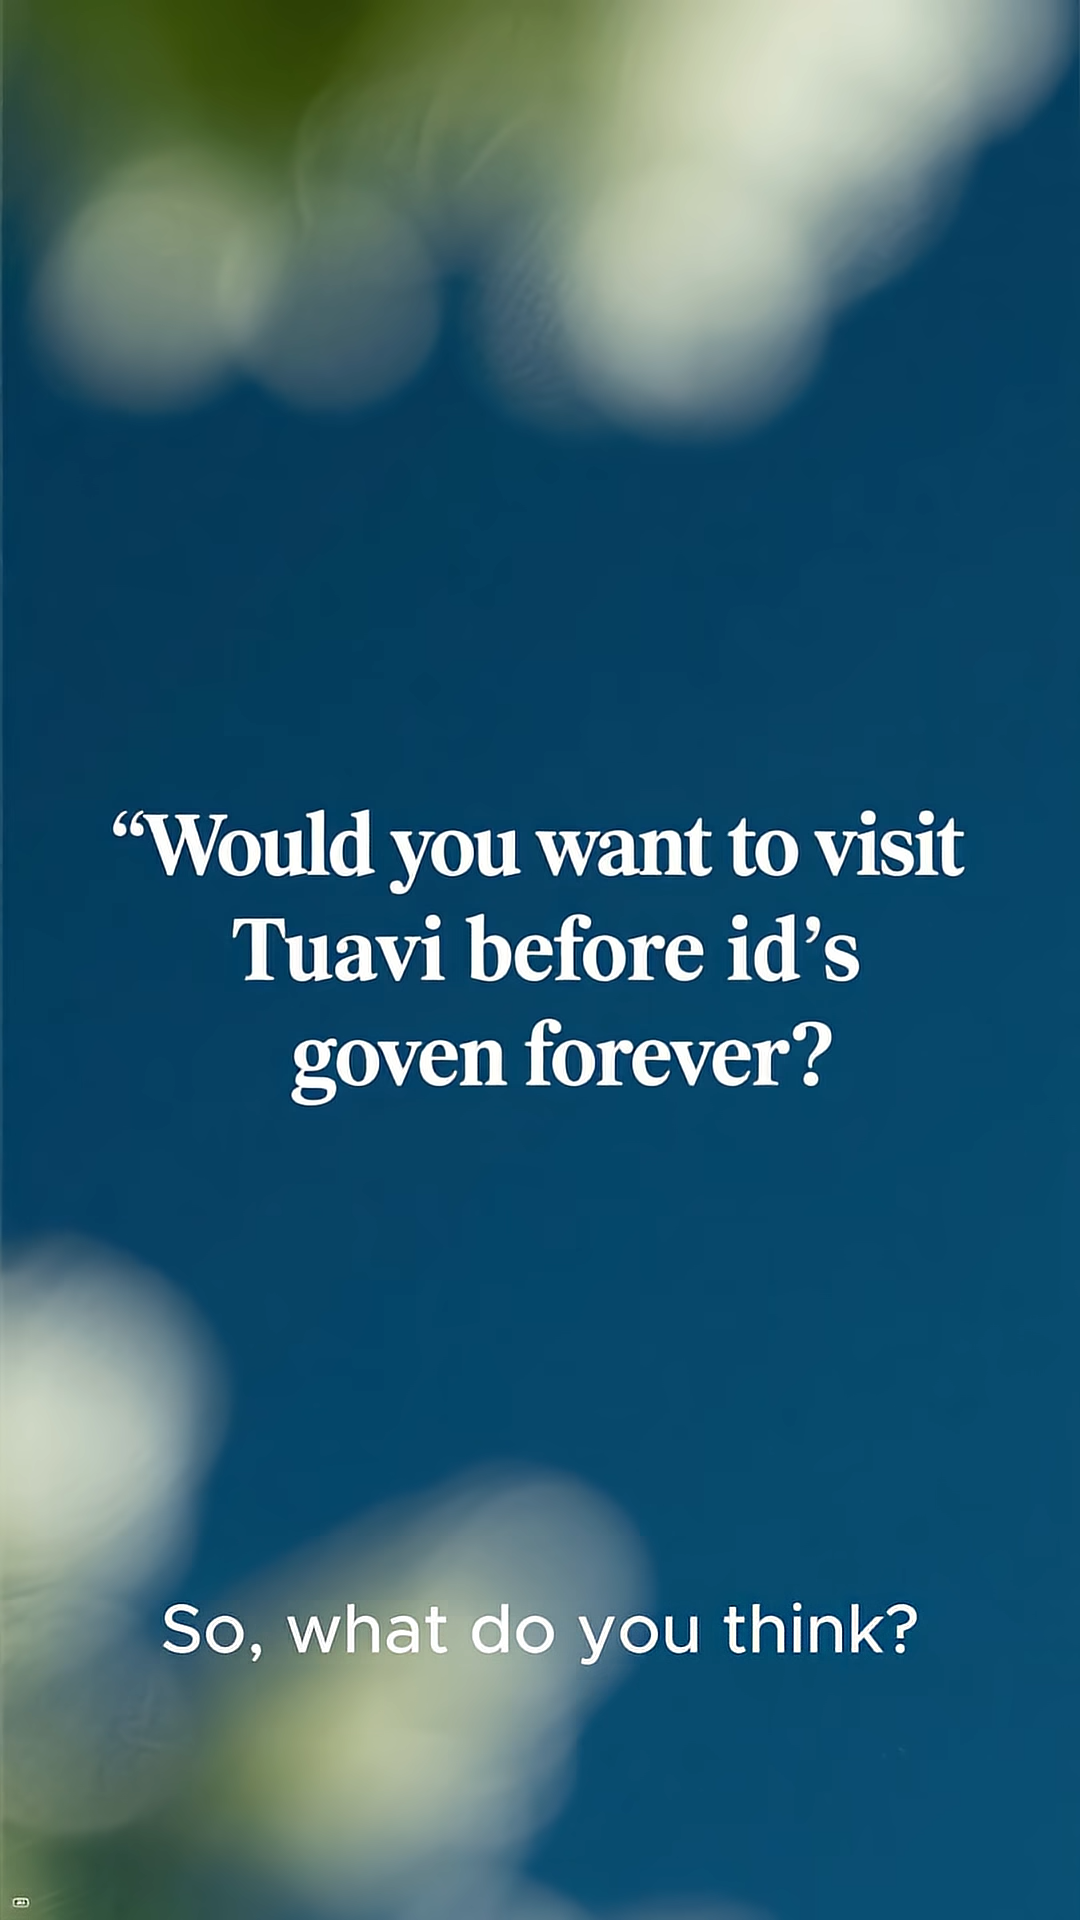 “Would you want to visit
Tuavi before id’s
goven forever?
So, what do you think?